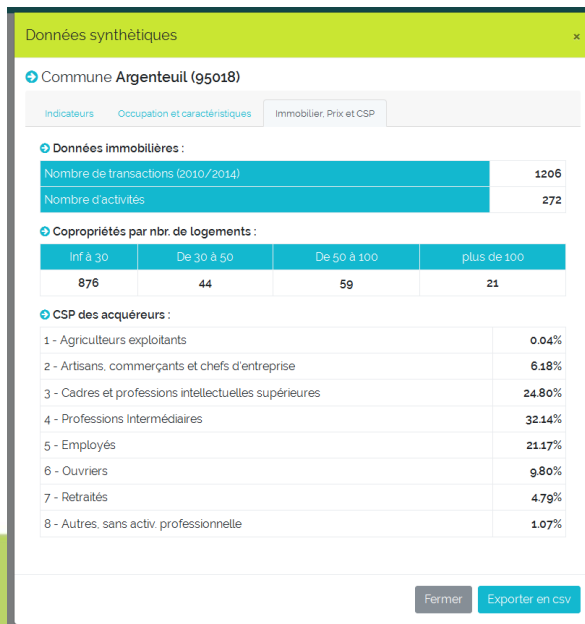 Données synthètiques ×
Commune Argenteuil (95018)
Indicateurs Occupation et caractéristiques Immobilier, Prix et CSP
Données immobilières :
Nombre de transactions (2010/2014) 1206
Nombre d'activités 272
Copropriétés par nbr. de logements :
Inf à 30 De 30 à 50 De 50 à 100 plus de 100
876 44 59 21
CSP des acquéreurs :
1 - Agriculteurs exploitants 0.04%
2 - Artisans, commerçants et chefs d'entreprise 6.18%
3 - Cadres et professions intellectuelles supérieures 24.80%
4 - Professions Intermédiaires 32.14%
5 - Employés 21.17%
6 - Ouvriers 9.80%
7 - Retraités 4.79%
8 - Autres, sans activ. professionnelle 1.07%
Fermer Exporter en csv